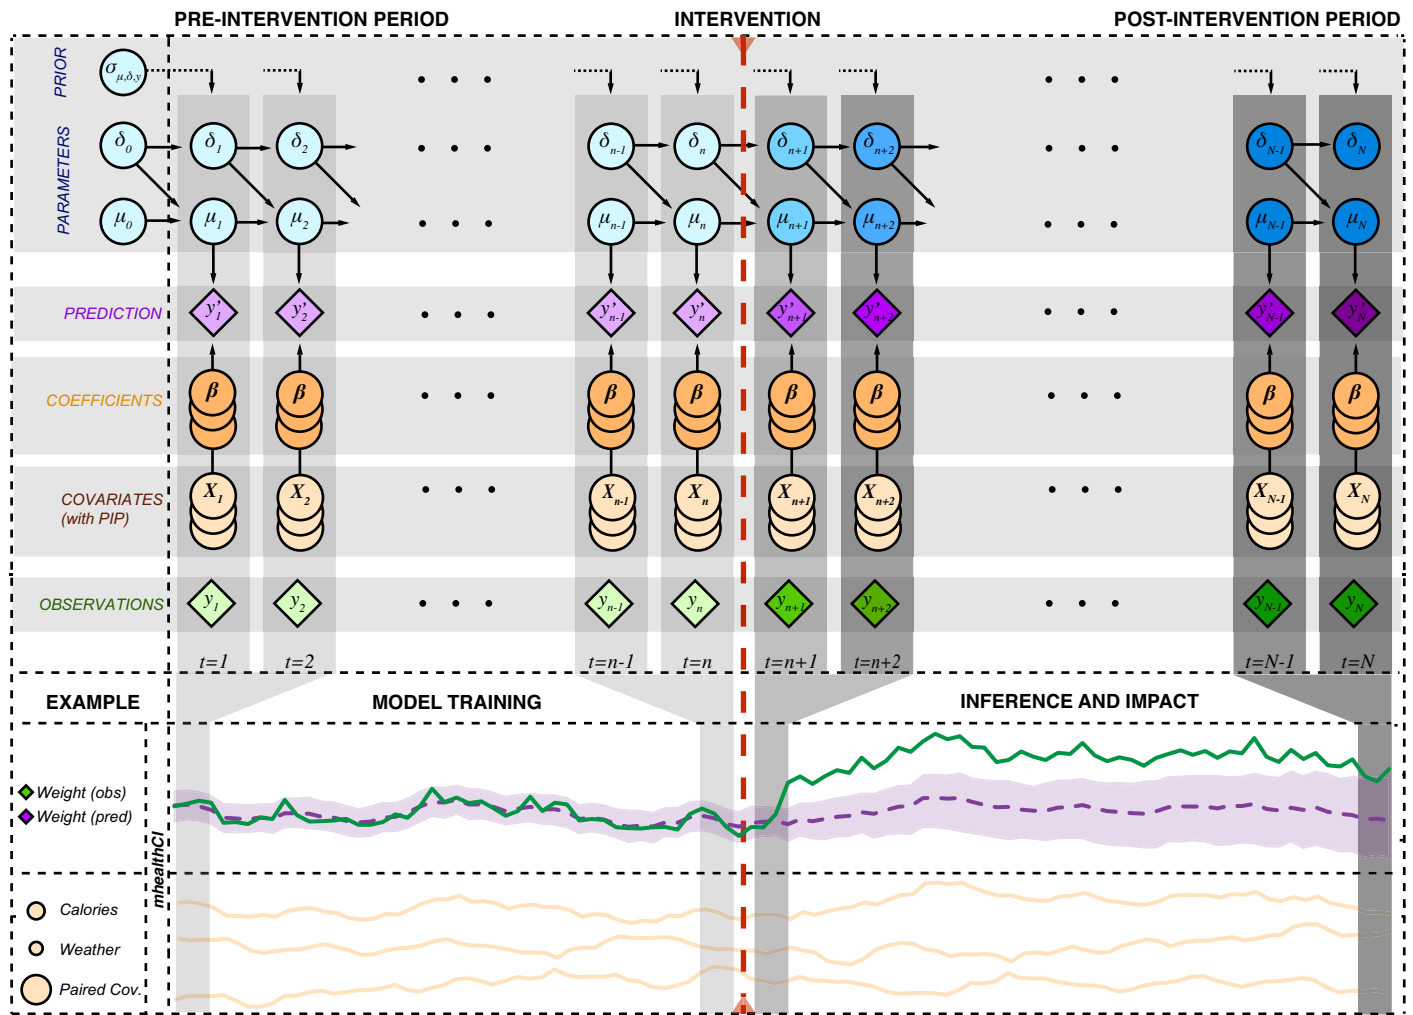 PRE-INTERVENTION PERIOD INTERVENTION POST-INTERVENTION PERIOD
PRIOR
σμ,δ,y
PARAMETERS
δ0 δ1 δ2 δn-1 δn δn+1 δn+2 δN-1 δN
μ0 μ1 μ2 μn-1 μn μn+1 μn+2 μN-1 μN
PREDICTION y'1 y'2 y'n-1 y'n y'n+1 y'n+2 y'N-1 y'N
COEFFICIENTS β β β β β β β β
COVARIATES X1 X2 Xn-1 Xn Xn+1 Xn+2 XN-1 XN
(with PIP)
OBSERVATIONS y1 y2 yn-1 yn yn+1 yn+2 yN-1 yN
t=1 t=2 t=n-1 t=n t=n+1 t=n+2 t=N-1 t=N
EXAMPLE MODEL TRAINING INFERENCE AND IMPACT
Weight (obs)
Weight (pred)
mhealthCI
Calories
Weather
Paired Cov.